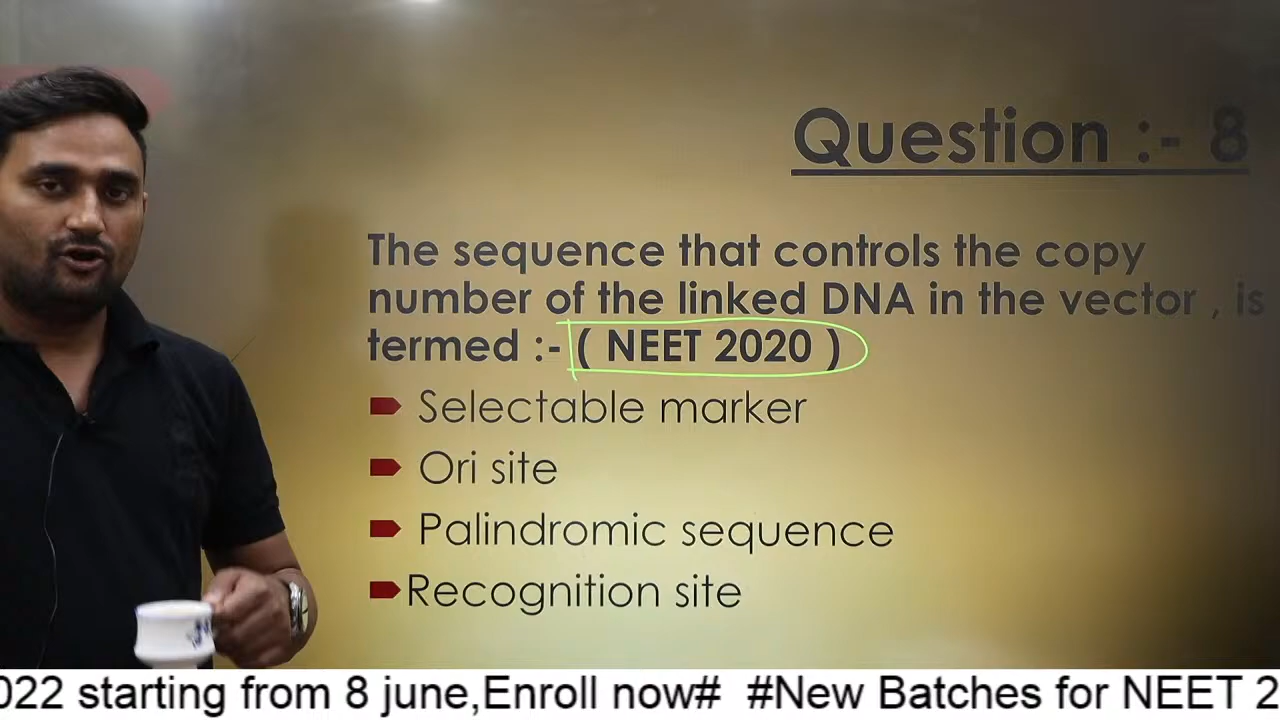 Question :- 8
The sequence that controls the copy
number of the linked DNA in the vector , is
termed :- ( NEET 2020 )
Selectable marker
Ori site
Palindromic sequence
Recognition site
022 starting from 8 june,Enroll now# #New Batches for NEET 2